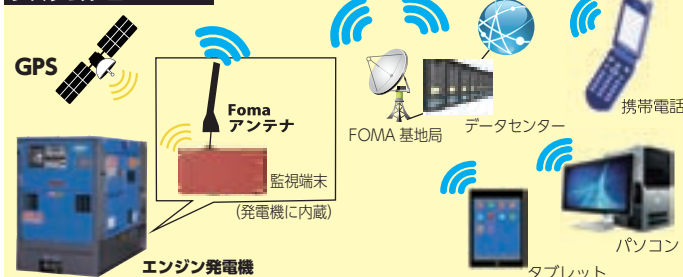 GPS
Foma
アンテナ
監視端末
(発電機に内蔵)
エンジン発電機
FOMA 基地局
データセンター
携帯電話
タブレット
パソコン